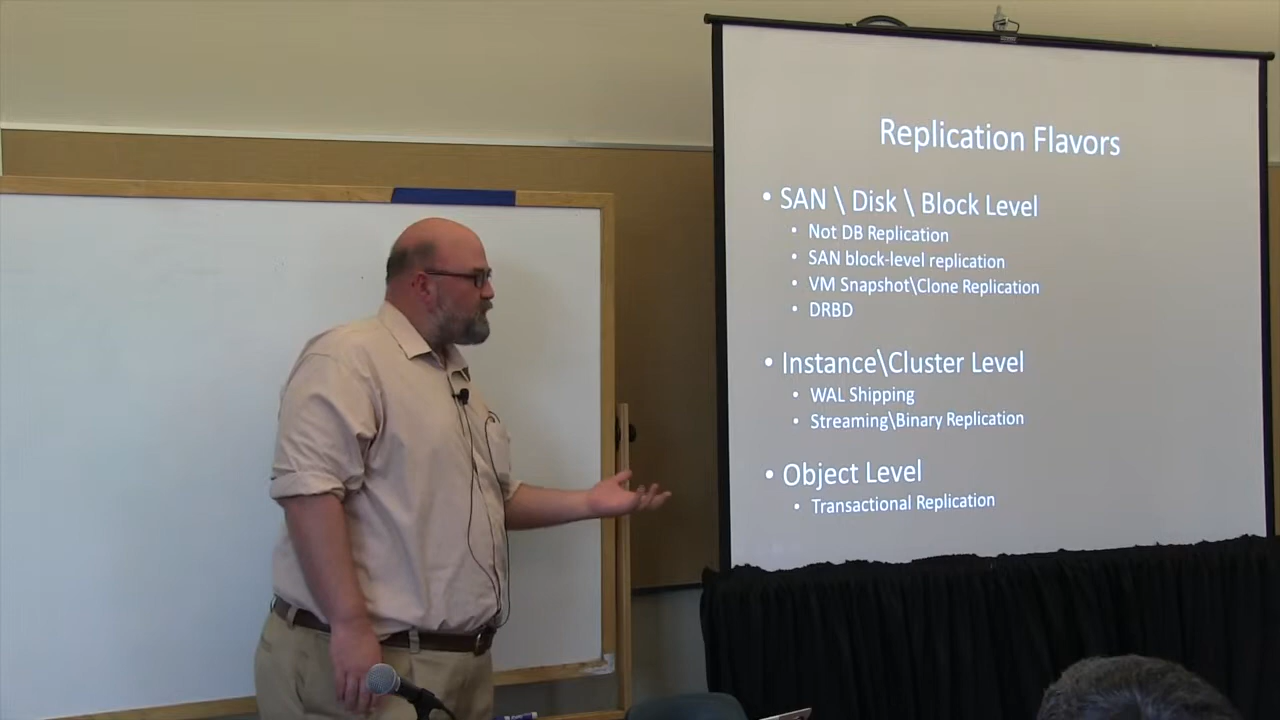 Replication Flavors
• SAN \ Disk \ Block Level
• Not DB Replication
• SAN block-level replication
• VM Snapshot\Clone Replication
• DRBD
• Instance\Cluster Level
• WAL Shipping
• Streaming\Binary Replication
• Object Level
• Transactional Replication